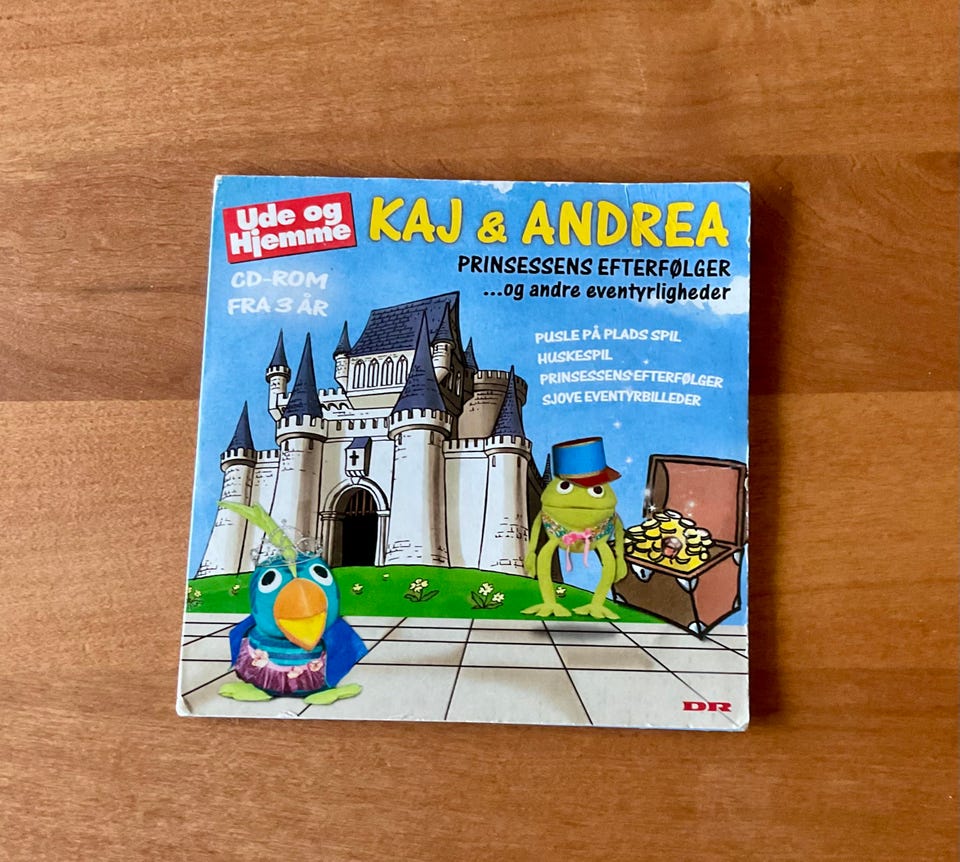 Ude og
Hjemme
KAJ & ANDREA
PRINSESSENS EFTERFØLGER
...og andre eventyrligheder
CD-ROM
FRA 3 ÅR
PUSLE PÅ PLADS SPIL
HUSKESPIL
PRINSESSENS EFTERFØLGER
SJOVE EVENTYRBILLEDER
DR